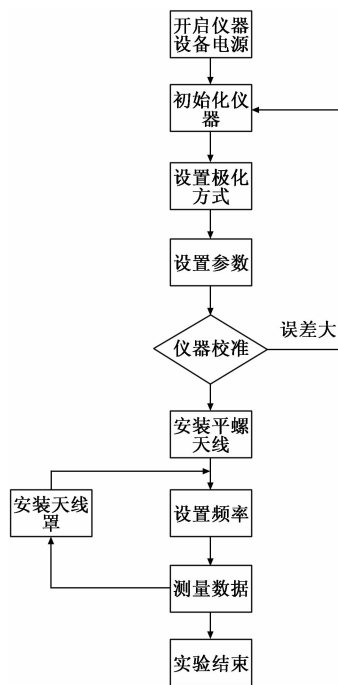 开启仪器
设备电源
初始化仪
器
设置极化
方式
设置参数
误差大
仪器校准
安装平螺
天线
安装天线
罩
设置频率
测量数据
实验结束